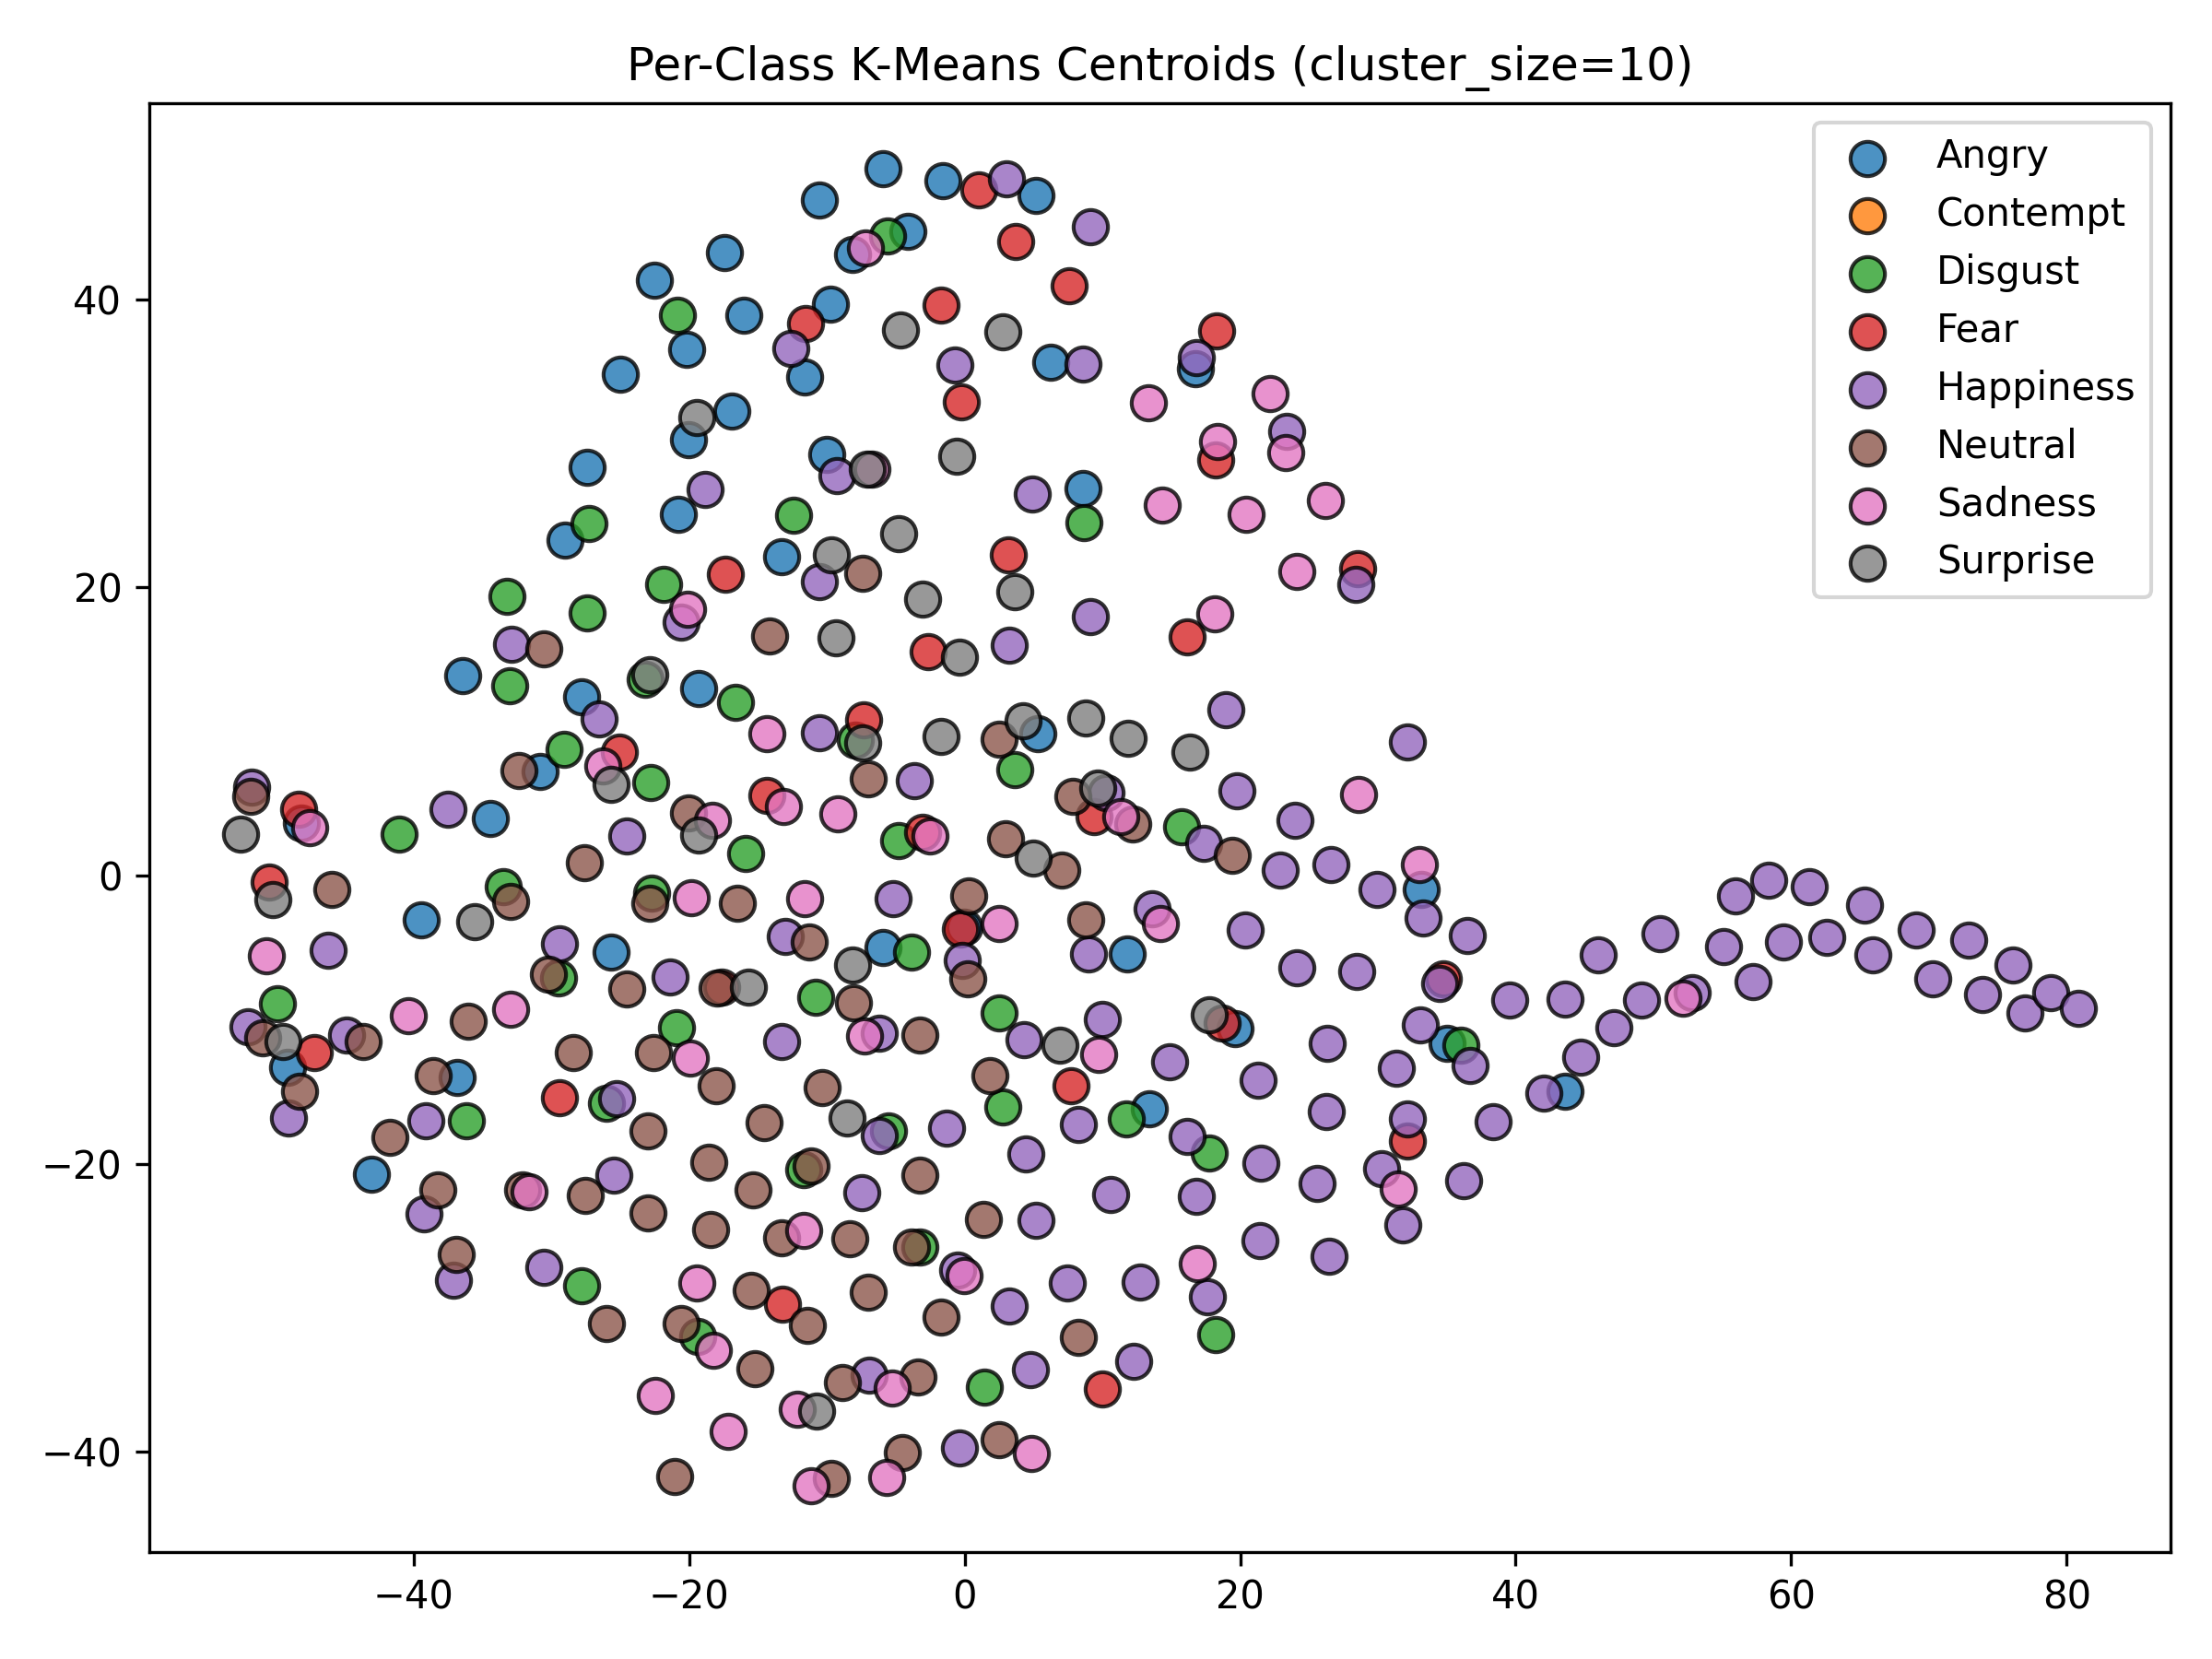 Per-Class K-Means Centroids (cluster_size=10)
Angry
Contempt
Disgust
Fear
Happiness
Neutral
Sadness
Surprise
40
20
0
−20
−40
−40 −20 0 20 40 60 80